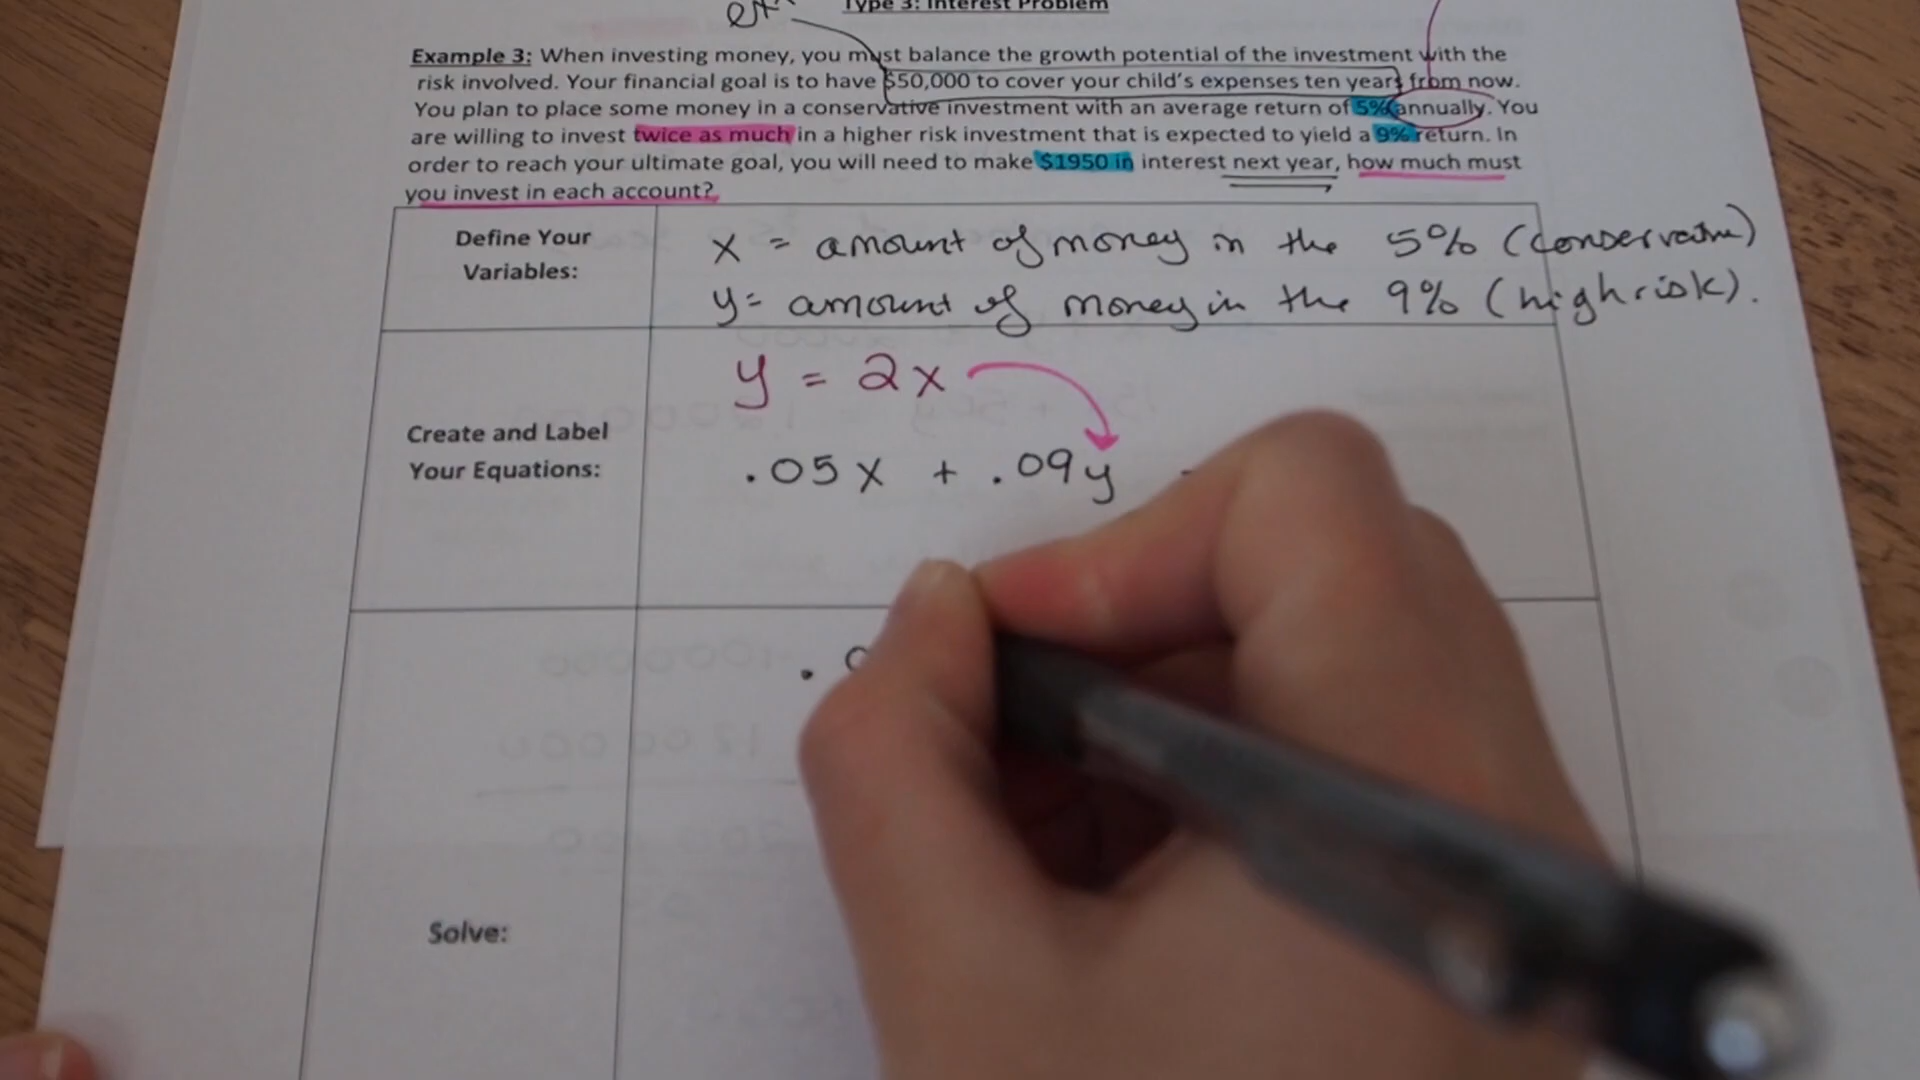 Type 3: Interest Problem
Example 3: When investing money, you must balance the growth potential of the investment with the
risk involved. Your financial goal is to have $50,000 to cover your child's expenses ten years from now.
You plan to place some money in a conservative investment with an average return of 5% annually. You
are willing to invest twice as much in a higher risk investment that is expected to yield a 9% return. In
order to reach your ultimate goal, you will need to make $1950 in interest next year, how much must
you invest in each account?
Define Your
Variables:
x = amount of money in the 5% (conservative)
y = amount of money in the 9% (high risk).
Create and Label
Your Equations:
y = 2x
.05x + .09y
Solve: